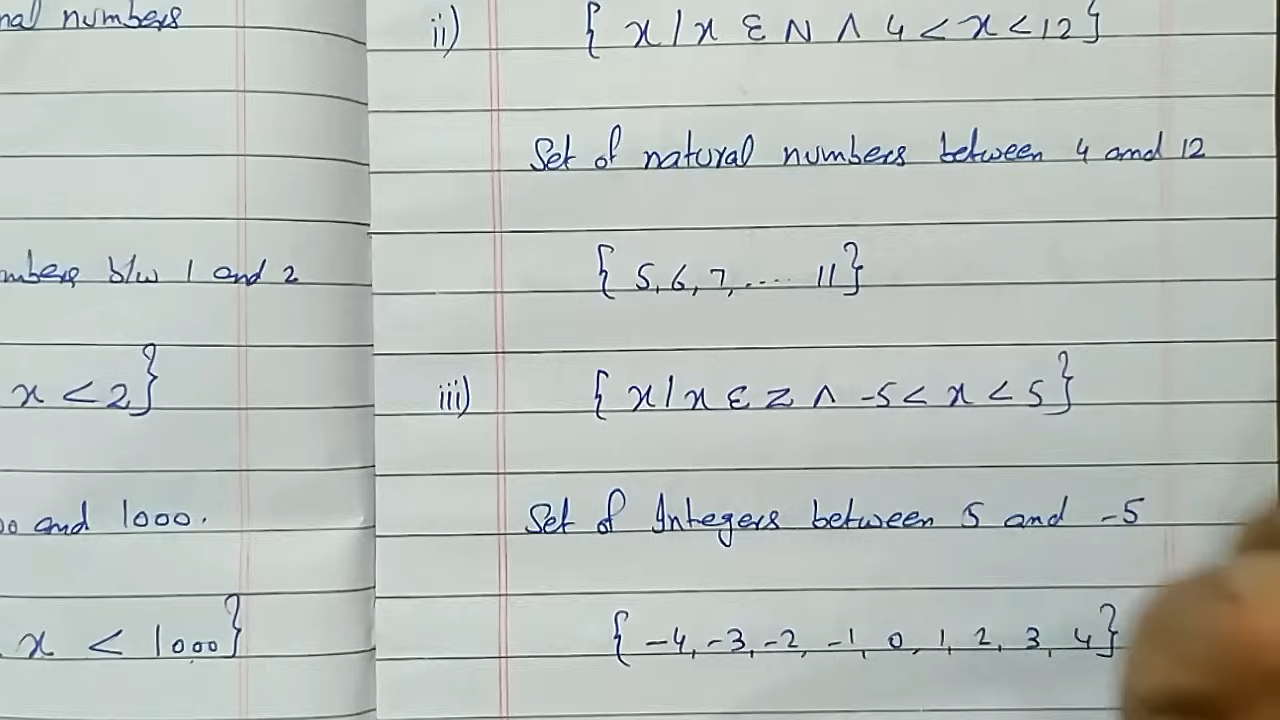 nal numbers
b/w 1 and 2
x < 2}
and 1000.
x < 1000}
ii) { x / x ε N ∧ 4 < x < 12 }
Set of natural numbers between 4 and 12
{ 5, 6, 7, .... 11 }
iii) { x / x ε Z ∧ -5 < x < 5 }
Set of Integers between 5 and -5
{ -4, -3, -2, -1, 0, 1, 2, 3, 4 }